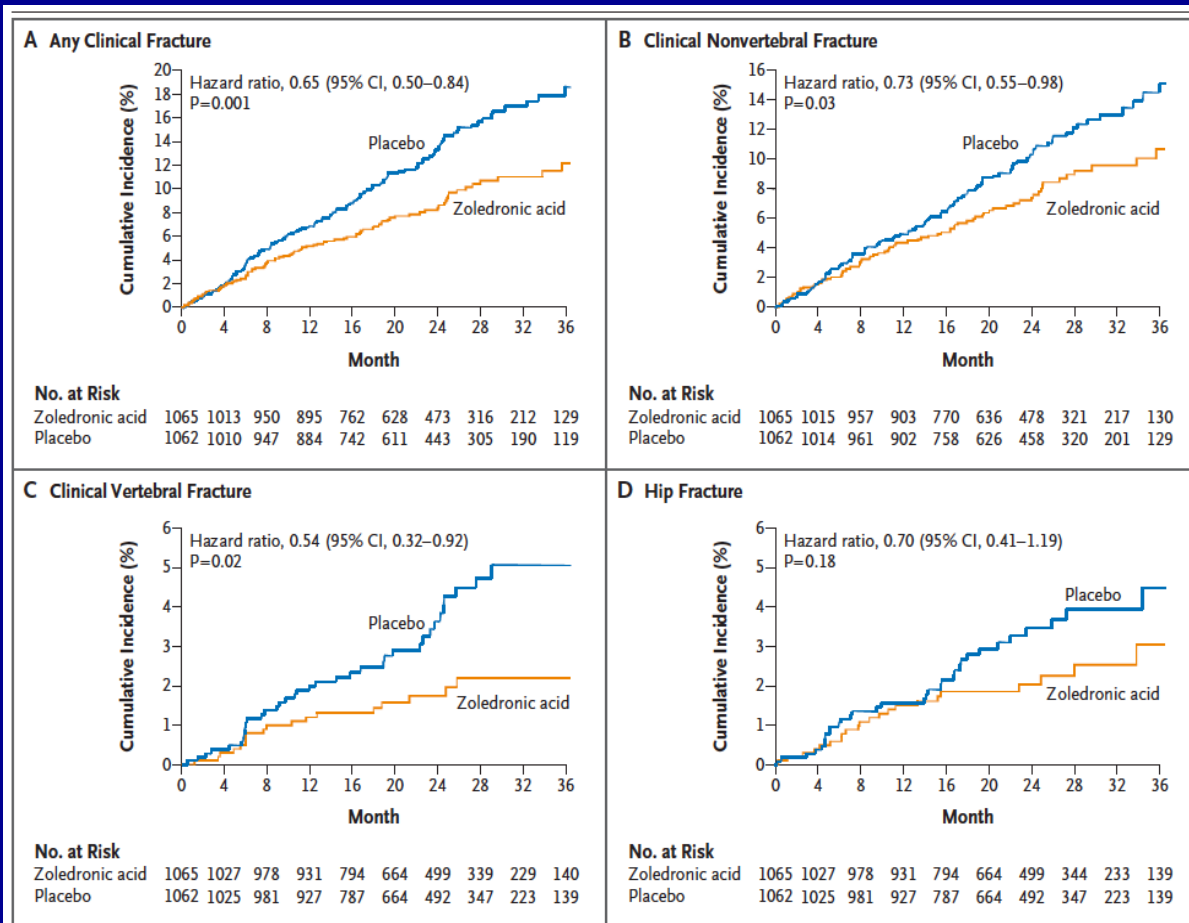 A Any Clinical Fracture
Cumulative Incidence (%)
20
18
16
14
12
10
8
6
4
2
0
Hazard ratio, 0.65 (95% CI, 0.50–0.84)
P=0.001
Placebo
Zoledronic acid
0 4 8 12 16 20 24 28 32 36
Month
No. at Risk
Zoledronic acid 1065 1013 950 895 762 628 473 316 212 129
Placebo 1062 1010 947 884 742 611 443 305 190 119
B Clinical Nonvertebral Fracture
Cumulative Incidence (%)
16
14
12
10
8
6
4
2
0
Hazard ratio, 0.73 (95% CI, 0.55–0.98)
P=0.03
Placebo
Zoledronic acid
0 4 8 12 16 20 24 28 32 36
Month
No. at Risk
Zoledronic acid 1065 1015 957 903 770 636 478 321 217 130
Placebo 1062 1014 961 902 758 626 458 320 201 129
C Clinical Vertebral Fracture
Cumulative Incidence (%)
6
5
4
3
2
1
0
Hazard ratio, 0.54 (95% CI, 0.32–0.92)
P=0.02
Placebo
Zoledronic acid
0 4 8 12 16 20 24 28 32 36
Month
No. at Risk
Zoledronic acid 1065 1027 978 931 794 664 499 339 229 140
Placebo 1062 1025 981 927 787 664 492 347 223 139
D Hip Fracture
Cumulative Incidence (%)
6
5
4
3
2
1
0
Hazard ratio, 0.70 (95% CI, 0.41–1.19)
P=0.18
Placebo
Zoledronic acid
0 4 8 12 16 20 24 28 32 36
Month
No. at Risk
Zoledronic acid 1065 1027 978 931 794 664 499 344 233 139
Placebo 1062 1025 981 927 787 664 492 347 223 139